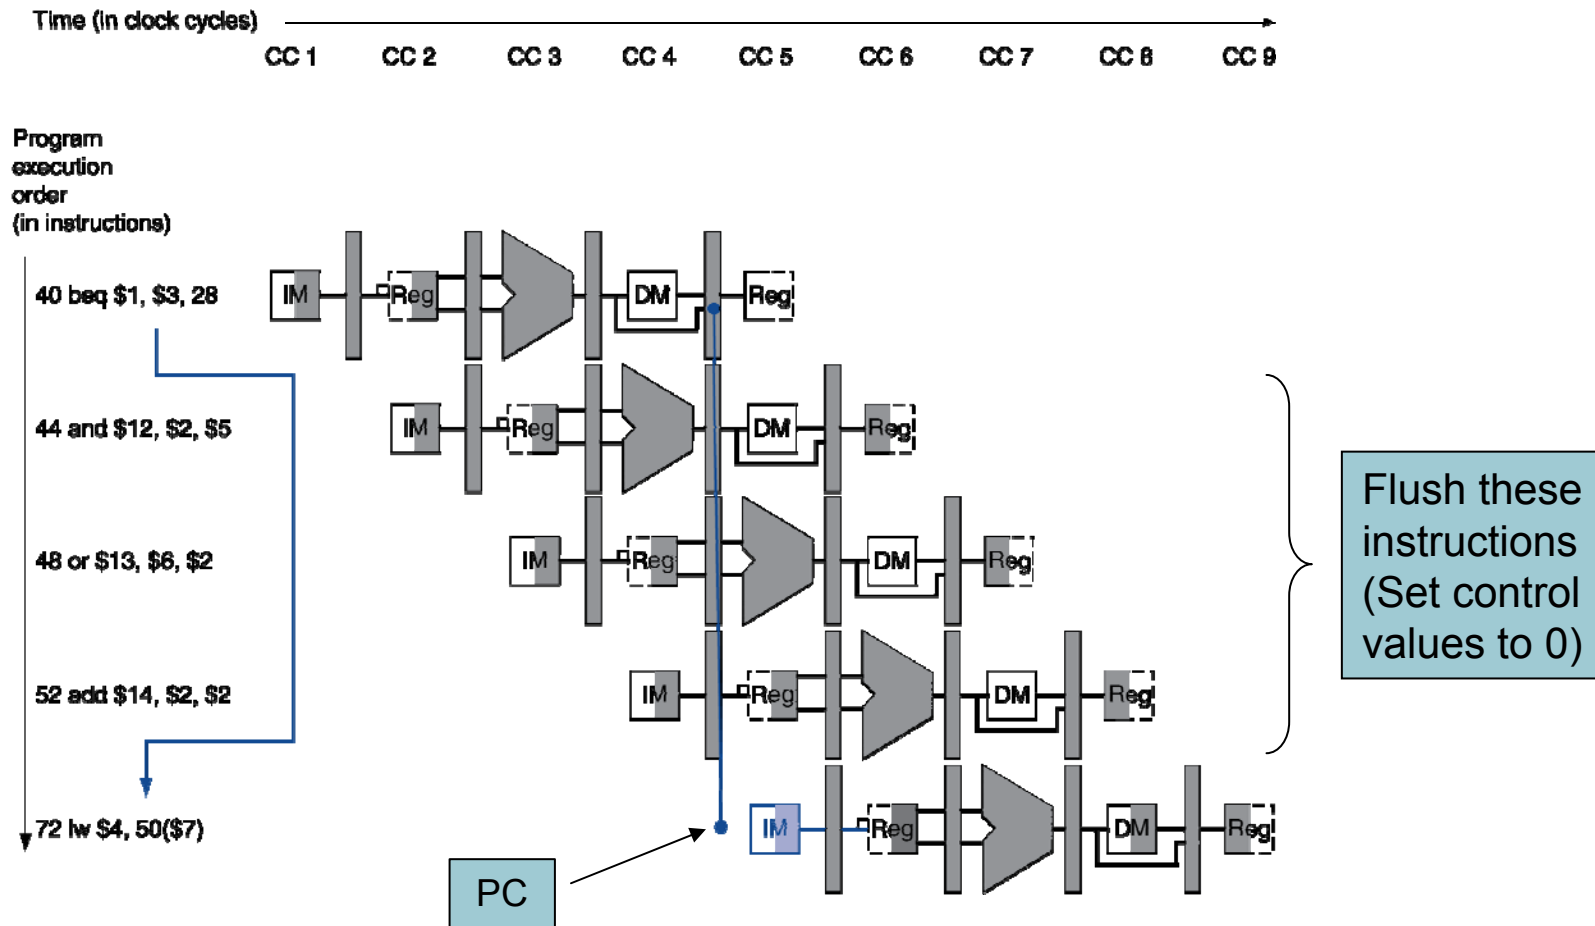 Time (in clock cycles)
CC 1 CC 2 CC 3 CC 4 CC 5 CC 6 CC 7 CC 8 CC 9
Program
execution
order
(in instructions)
40 beq $1, $3, 28
IM Reg DM Reg
44 and $12, $2, $5
IM Reg DM Reg
48 or $13, $6, $2
IM Reg DM Reg
52 add $14, $2, $2
IM Reg DM Reg
72 lw $4, 50($7)
IM Reg DM Reg
Flush these
instructions
(Set control
values to 0)
PC